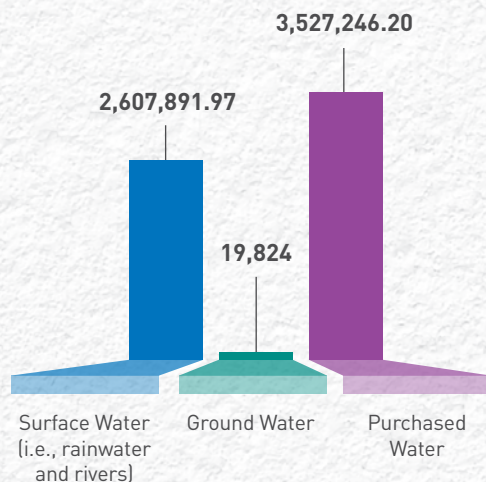 3,527,246.20
2,607,891.97
19,824
Surface Water
(i.e., rainwater
and rivers)
Ground Water
Purchased
Water